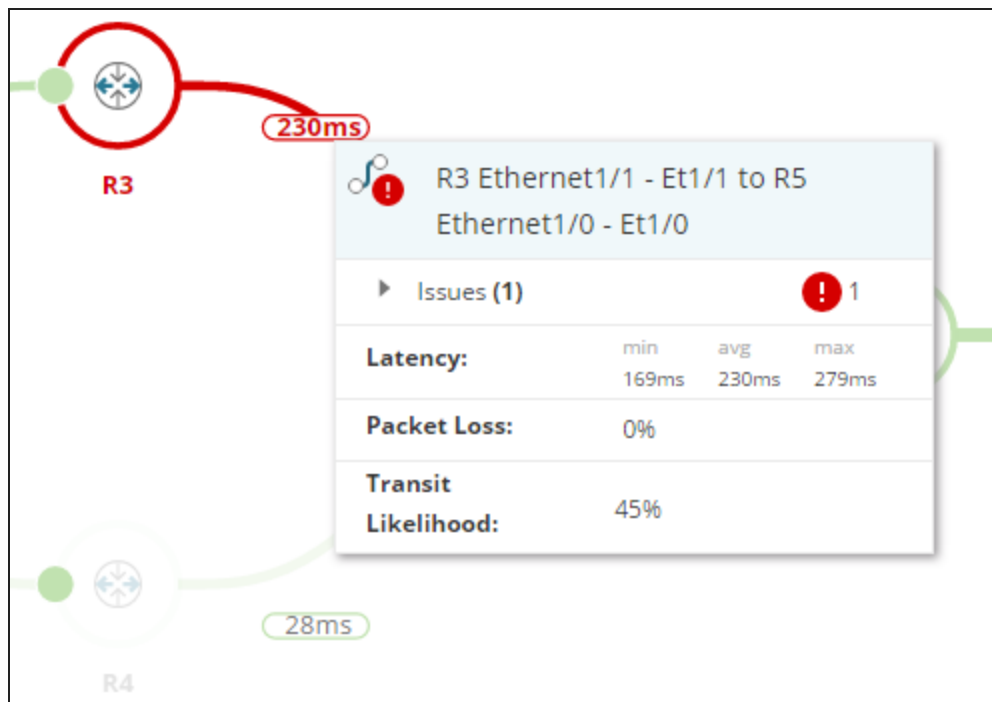 230ms
R3
R3 Ethernet1/1 - Et1/1 to R5
Ethernet1/0 - Et1/0
Issues (1) 1
min avg max
Latency:
169ms 230ms 279ms
Packet Loss: 0%
Transit
Likelihood:
45%
28ms
R4